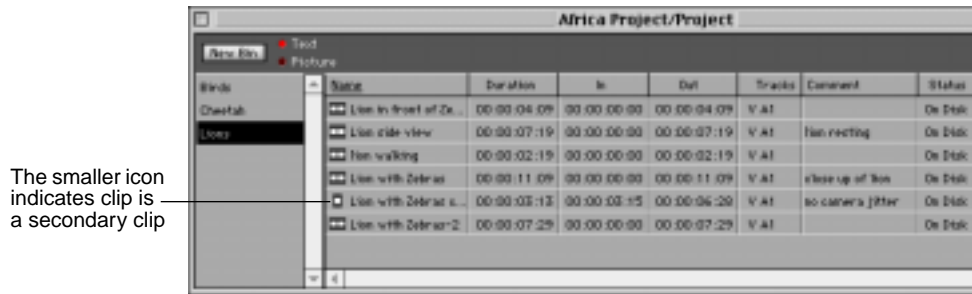 Africa Project/Project
New Bin
Text
Picture
Birds
Cheetah
Lions
Name Duration In Out Tracks Comment Status
Lion in front of Ze... 00:00:04:09 00:00:00:00 00:00:04:09 V A1 On Disk
Lion side view 00:00:07:19 00:00:00:00 00:00:07:19 V A1 lion resting On Disk
lion walking 00:00:02:19 00:00:00:00 00:00:02:19 V A1 On Disk
Lion with Zebras 00:00:11:09 00:00:00:00 00:00:11:09 V A1 close up of lion On Disk
Lion with Zebras s... 00:00:03:13 00:00:03:15 00:00:06:28 V A1 no camera jitter On Disk
Lion with Zebras-2 00:00:07:29 00:00:00:00 00:00:07:29 V A1 On Disk
The smaller icon
indicates clip is
a secondary clip